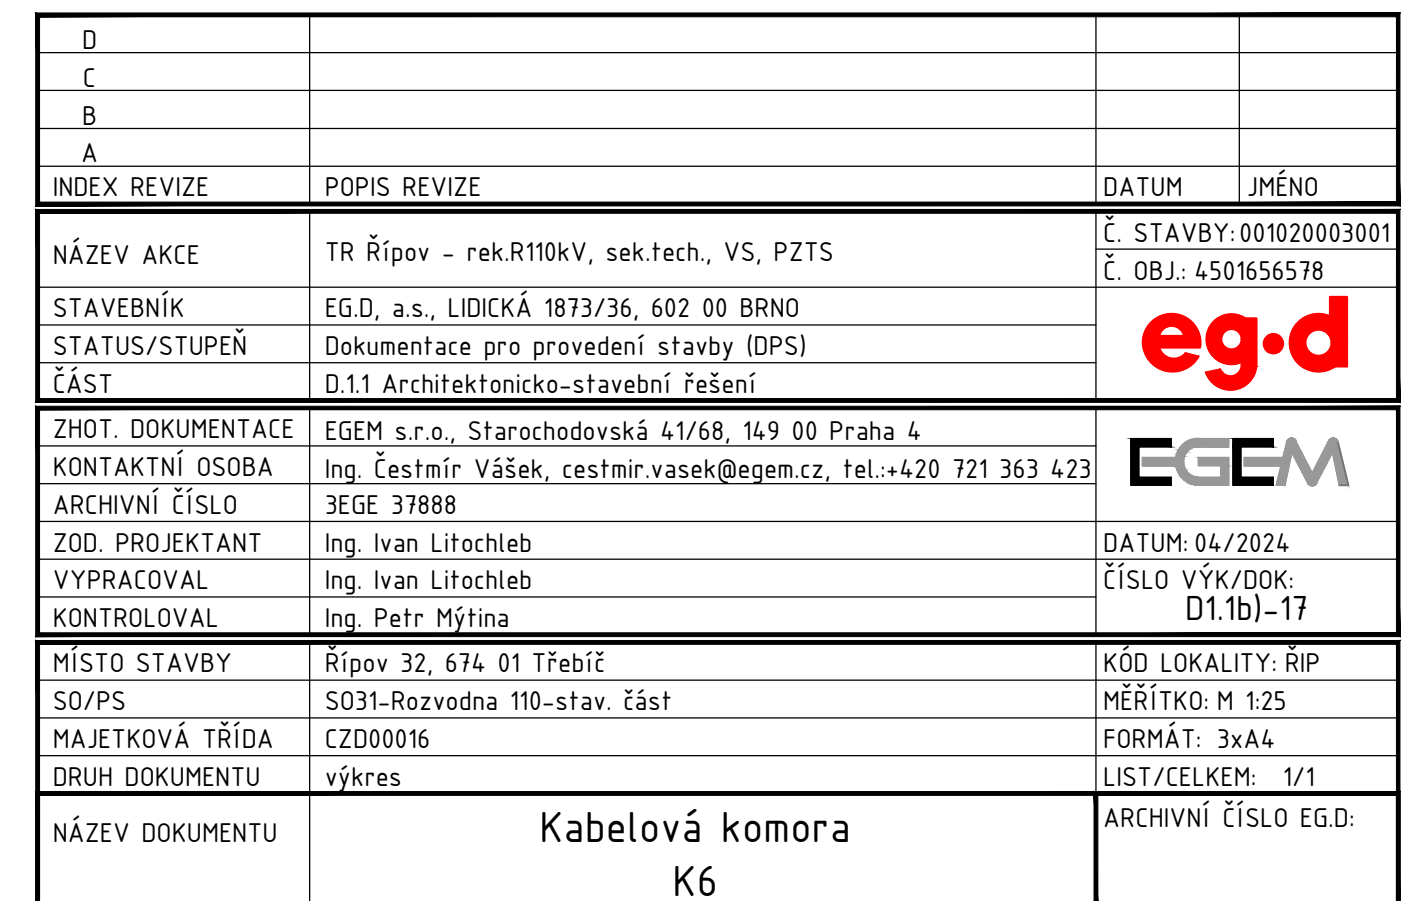 D
C
B
A
INDEX REVIZE POPIS REVIZE DATUM JMÉNO
NÁZEV AKCE TR Řípov - rek.R110kV, sek.tech., VS, PZTS Č. STAVBY: 001020003001
Č. OBJ.: 4501656578
STAVEBNÍK EG.D, a.s., LIDICKÁ 1873/36, 602 00 BRNO
eg·d
STATUS/STUPEŇ Dokumentace pro provedení stavby (DPS)
ČÁST D.1.1 Architektonicko-stavební řešení
ZHOT. DOKUMENTACE EGEM s.r.o., Starochodovská 41/68, 149 00 Praha 4
EGEM
KONTAKTNÍ OSOBA Ing. Čestmír Vášek, cestmir.vasek@egem.cz, tel.:+420 721 363 423
ARCHIVNÍ ČÍSLO 3EGE 37888
ZOD. PROJEKTANT Ing. Ivan Litochleb DATUM: 04/2024
VYPRACOVAL Ing. Ivan Litochleb ČÍSLO VÝK/DOK:
KONTROLOVAL Ing. Petr Mýtina D1.1b)-17
MÍSTO STAVBY Řípov 32, 674 01 Třebíč KÓD LOKALITY: ŘIP
SO/PS SO31-Rozvodna 110-stav. část MĚŘÍTKO: M 1:25
MAJETKOVÁ TŘÍDA CZD00016 FORMÁT: 3xA4
DRUH DOKUMENTU výkres LIST/CELKEM: 1/1
NÁZEV DOKUMENTU Kabelová komora ARCHIVNÍ ČÍSLO EG.D:
K6